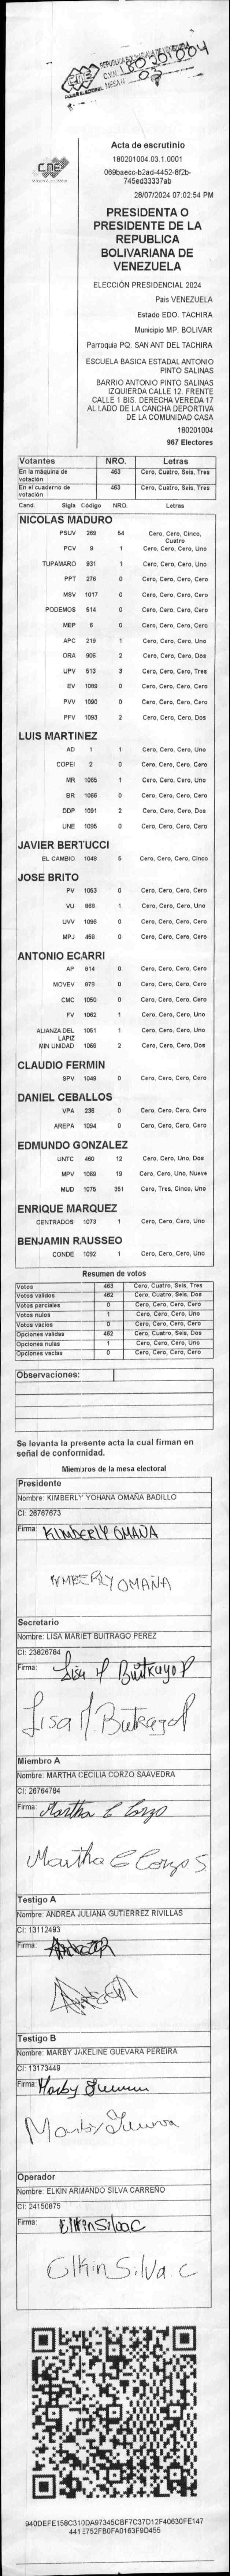 CNE
REPUBLICA BOLIVARIANA DE VENEZUELA
C.V.N. 180201004
MESA N. 03
CNE
Acta de escrutinio
180201004.03.1.0001
069baecc-b2ad-4452-8f2b-
745ed33337ab
28/07/2024 07:02:54 PM
PRESIDENTA O
PRESIDENTE DE LA
REPUBLICA
BOLIVARIANA DE
VENEZUELA
ELECCIÓN PRESIDENCIAL 2024
Pais VENEZUELA
Estado EDO. TACHIRA
Municipio MP. BOLIVAR
Parroquia PQ. SAN ANT DEL TACHIRA
ESCUELA BASICA ESTADAL ANTONIO
PINTO SALINAS
BARRIO ANTONIO PINTO SALINAS
IZQUIERDA CALLE 12. FRENTE
CALLE 1 BIS. DERECHA VEREDA 17
AL LADO DE LA CANCHA DEPORTIVA
DE LA COMUNIDAD CASA
180201004
967 Electores
Votantes NRO. Letras
En la máquina de votación 463 Cero, Cuatro, Seis, Tres
En el cuaderno de votación 463 Cero, Cuatro, Seis, Tres
Cand. Sigla Código NRO. Letras
NICOLAS MADURO
PSUV 269 54 Cero, Cero, Cinco, Cuatro
PCV 9 1 Cero, Cero, Cero, Uno
TUPAMARO 931 1 Cero, Cero, Cero, Uno
PPT 276 0 Cero, Cero, Cero, Cero
MSV 1017 0 Cero, Cero, Cero, Cero
PODEMOS 514 0 Cero, Cero, Cero, Cero
MEP 6 0 Cero, Cero, Cero, Cero
APC 219 1 Cero, Cero, Cero, Uno
ORA 906 2 Cero, Cero, Cero, Dos
UPV 513 3 Cero, Cero, Cero, Tres
EV 1089 0 Cero, Cero, Cero, Cero
PVV 1090 0 Cero, Cero, Cero, Cero
PFV 1093 2 Cero, Cero, Cero, Dos
LUIS MARTINEZ
AD 1 1 Cero, Cero, Cero, Uno
COPEI 2 0 Cero, Cero, Cero, Cero
MR 1065 1 Cero, Cero, Cero, Uno
BR 1066 0 Cero, Cero, Cero, Cero
DDP 1091 2 Cero, Cero, Cero, Dos
UNE 1095 0 Cero, Cero, Cero, Cero
JAVIER BERTUCCI
EL CAMBIO 1048 5 Cero, Cero, Cero, Cinco
JOSE BRITO
PV 1053 0 Cero, Cero, Cero, Cero
VU 868 1 Cero, Cero, Cero, Uno
UVV 1096 0 Cero, Cero, Cero, Cero
MPJ 458 0 Cero, Cero, Cero, Cero
ANTONIO ECARRI
AP 914 0 Cero, Cero, Cero, Cero
MOVEV 878 0 Cero, Cero, Cero, Cero
CMC 1050 0 Cero, Cero, Cero, Cero
FV 1062 1 Cero, Cero, Cero, Uno
ALIANZA DEL LAPIZ 1051 1 Cero, Cero, Cero, Uno
MIN UNIDAD 1058 2 Cero, Cero, Cero, Dos
CLAUDIO FERMIN
SPV 1049 0 Cero, Cero, Cero, Cero
DANIEL CEBALLOS
VPA 236 0 Cero, Cero, Cero, Cero
AREPA 1094 0 Cero, Cero, Cero, Cero
EDMUNDO GONZALEZ
UNTC 460 12 Cero, Cero, Uno, Dos
MPV 1069 19 Cero, Cero, Uno, Nueve
MUD 1075 351 Cero, Tres, Cinco, Uno
ENRIQUE MARQUEZ
CENTRADOS 1073 1 Cero, Cero, Cero, Uno
BENJAMIN RAUSSEO
CONDE 1092 1 Cero, Cero, Cero, Uno
Resumen de votos
Votos 463 Cero, Cuatro, Seis, Tres
Votos validos 462 Cero, Cuatro, Seis, Dos
Votos parciales 0 Cero, Cero, Cero, Cero
Votos nulos 1 Cero, Cero, Cero, Uno
Votos vacios 0 Cero, Cero, Cero, Cero
Opciones validas 462 Cero, Cuatro, Seis, Dos
Opciones nulas 1 Cero, Cero, Cero, Uno
Opciones vacias 0 Cero, Cero, Cero, Cero
Observaciones:
Se levanta la presente acta la cual firman en
señal de conformidad.
Miembros de la mesa electoral
Presidente
Nombre: KIMBERLY YOHANA OMAÑA BADILLO
CI: 26767673
Firma: KIMBERLY OMAÑA
KIMBERLY OMAÑA
Secretario
Nombre: LISA MARIET BUITRAGO PEREZ
CI: 23826784
Firma: Lisa M Buitrago P
Lisa M Buitrago P
Miembro A
Nombre: MARTHA CECILIA CORZO SAAVEDRA
CI: 26764784
Firma: Martha C Corzo
Martha C Corzo S
Testigo A
Nombre: ANDREA JULIANA GUTIERREZ RIVILLAS
CI: 13112493
Firma:
Testigo B
Nombre: MARBY JAKELINE GUEVARA PEREIRA
CI: 13173449
Firma: Marby Guevara
Marby Guevara
Operador
Nombre: ELKIN ARMANDO SILVA CARREÑO
CI: 24150875
Firma: Elkin Silva C
Elkin Silva. C